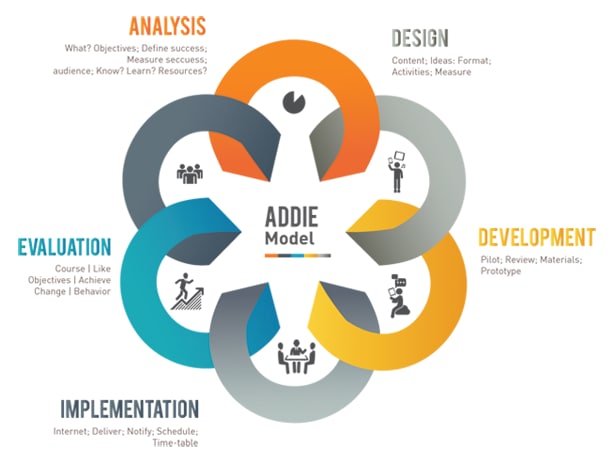 ANALYSIS
What? Objectives; Define success;
Measure seccuess;
audience; Know? Learn? Resources?
DESIGN
Content; Ideas: Format;
Activities; Measure
ADDIE
Model
EVALUATION
Course | Like
Objectives | Achieve
Change | Behavior
DEVELOPMENT
Pilot; Review; Materials;
Prototype
IMPLEMENTATION
Internet; Deliver; Notify; Schedule;
Time-table